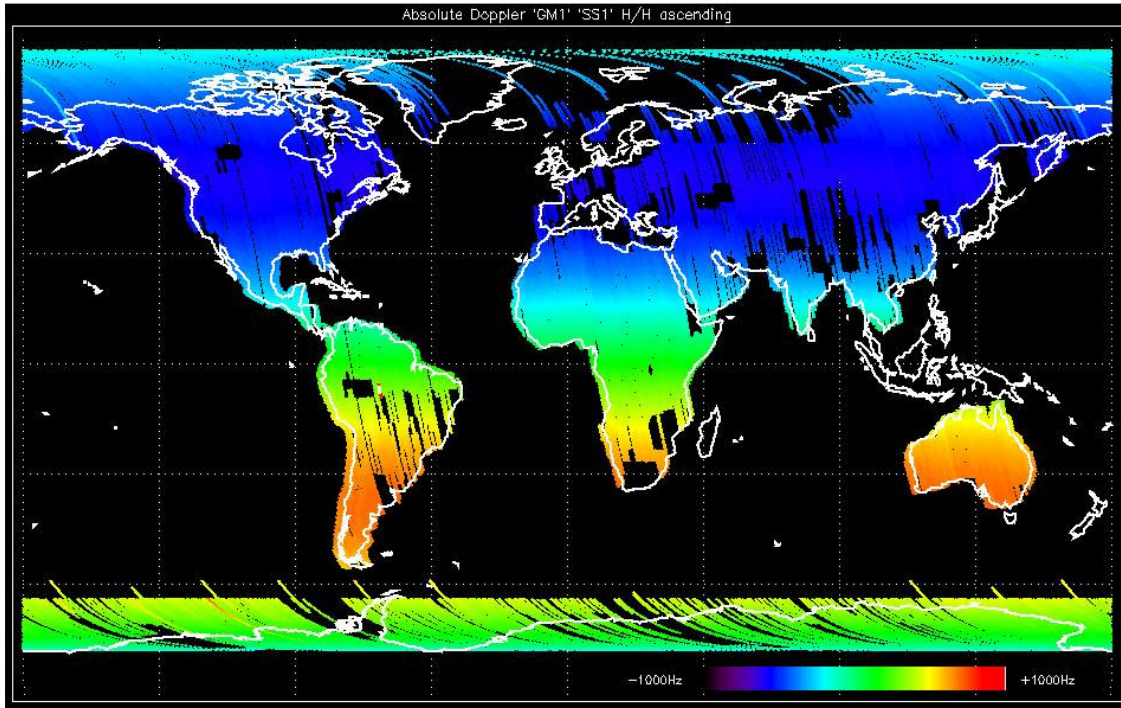 Absolute Doppler 'GM1' 'SS1' H/H ascending
-1000Hz +1000Hz